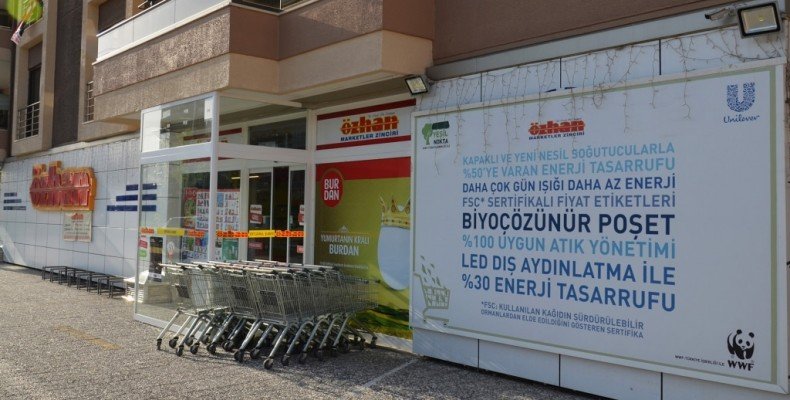 özhan
MARKETLER ZİNCİRİ
BUR
DAN
YUMURTANIN KRALI
BURDAN
YEŞİL
NOKTA
özhan
MARKETLER ZİNCİRİ
Unilever
KAPAKLI VE YENİ NESİL SOĞUTUCULARLA
%50'YE VARAN ENERJİ TASARRUFU
DAHA ÇOK GÜN IŞIĞI DAHA AZ ENERJİ
FSC* SERTİFİKALI FİYAT ETİKETLERİ
BİYOÇÖZÜNÜR POŞET
%100 UYGUN ATIK YÖNETİMİ
LED DIŞ AYDINLATMA İLE
%30 ENERJİ TASARRUFU
*FSC: KULLANILAN KAĞIDIN SÜRDÜRÜLEBİLİR
ORMANLARDAN ELDE EDİLDİĞİNİ GÖSTEREN SERTİFİKA
WWF